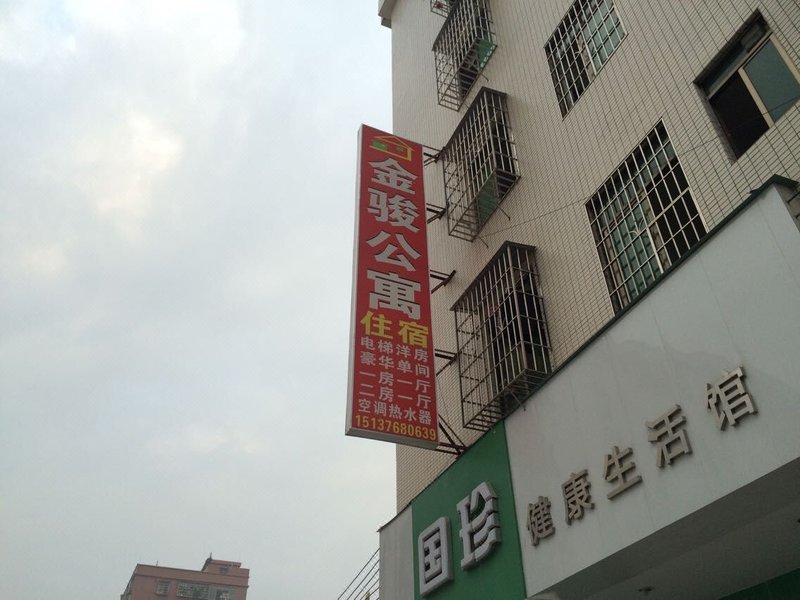 金骏公寓
住宿
电梯洋房
豪华单间
一房一厅
二房一厅
空调热水器
15137680639
国珍
健康生活馆